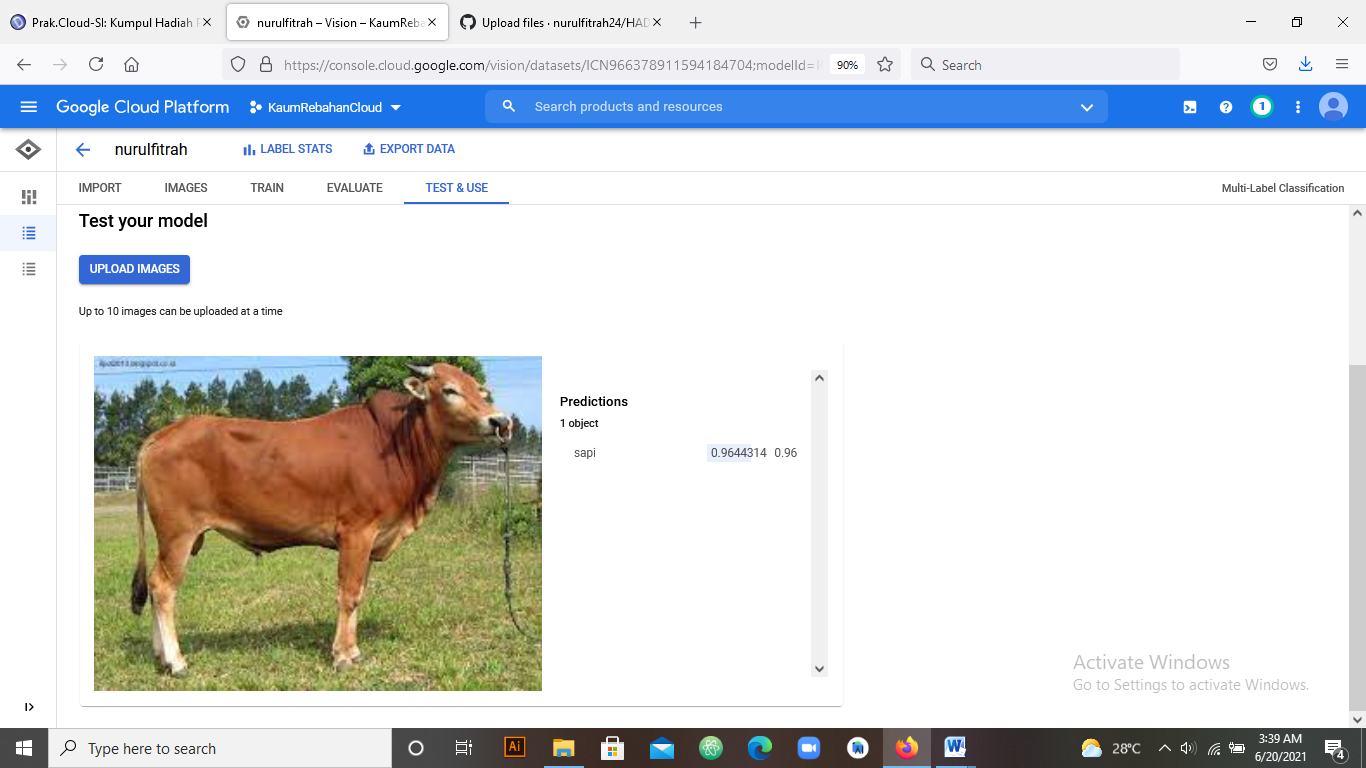 Prak.Cloud-SI: Kumpul Hadiah
nurulfitrah – Vision – KaumReba
Upload files · nurulfitrah24/HAD
https://console.cloud.google.com/vision/datasets/ICN966378911594184704;modelId=
90%
Search
Google Cloud Platform
KaumRebahanCloud
Search products and resources
1
nurulfitrah
LABEL STATS
EXPORT DATA
IMPORT
IMAGES
TRAIN
EVALUATE
TEST & USE
Multi-Label Classification
Test your model
UPLOAD IMAGES
Up to 10 images can be uploaded at a time
Predictions
1 object
sapi 0.9644314 0.96
Activate Windows
Go to Settings to activate Windows.
Type here to search
Ai
W
28°C
3:39 AM
6/20/2021
4